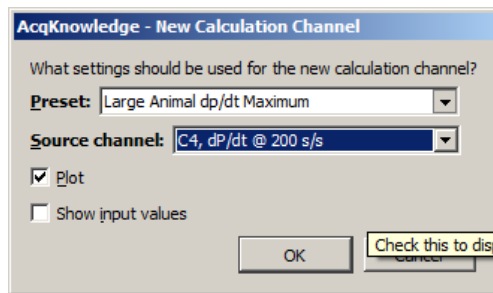 AcqKnowledge - New Calculation Channel
What settings should be used for the new calculation channel?
Preset: Large Animal dp/dt Maximum
Source channel: C4, dP/dt @ 200 s/s
Plot
Show input values
OK
Check this to dis